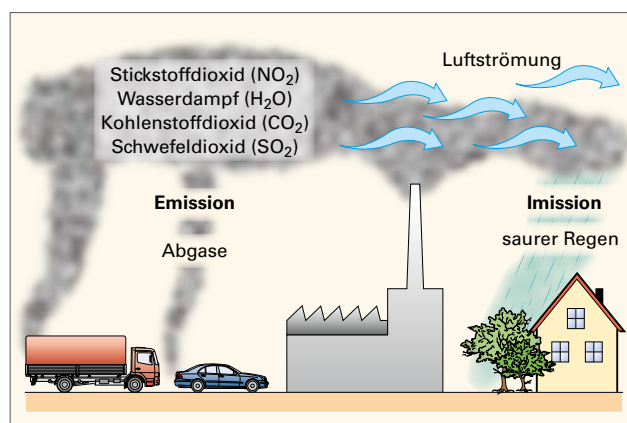 Stickstoffdioxid (NO₂)
Wasserdampf (H₂O)
Kohlenstoffdioxid (CO₂)
Schwefeldioxid (SO₂)
Luftströmung
Emission
Abgase
Imission
saurer Regen